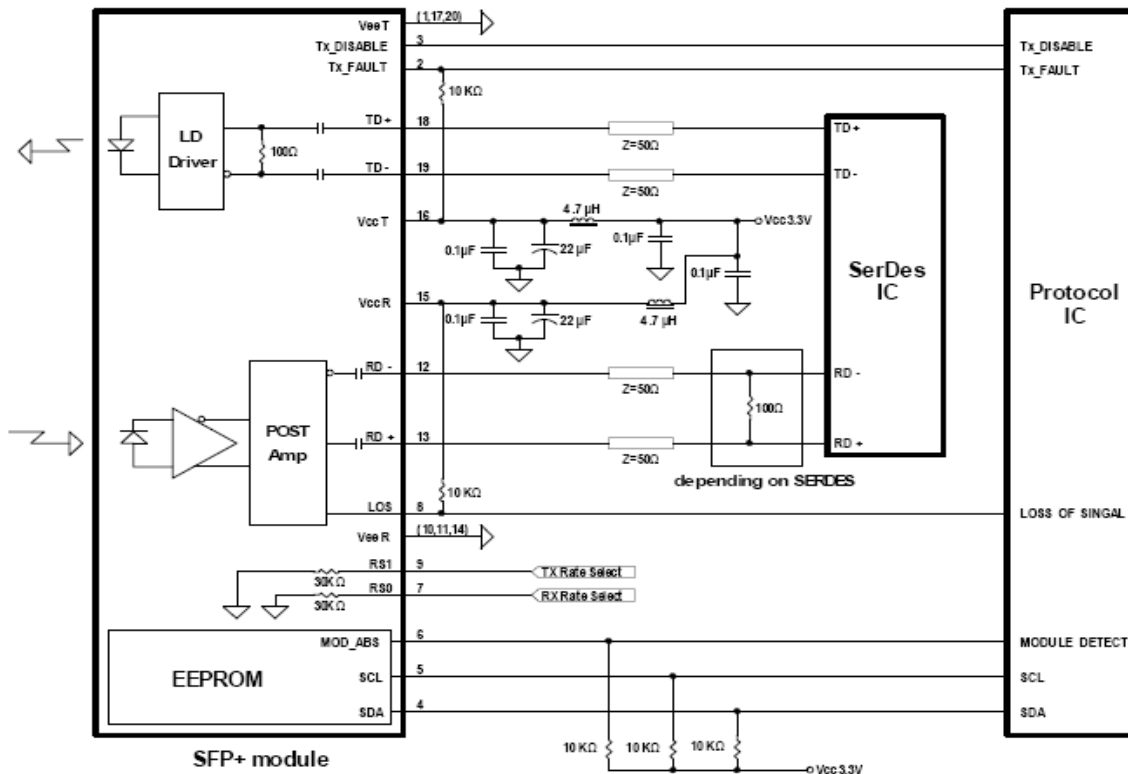 VeeT (1,17,20)
Tx_DISABLE 3 Tx_DISABLE
Tx_FAULT 2 Tx_FAULT
10 KΩ
LD
Driver
100Ω
TD+ 18 Z=50Ω TD+
TD- 19 Z=50Ω TD-
VccT 16 4.7 μH Vcc3.3V
0.1μF 22 μF 0.1μF 0.1μF
VccR 15 4.7 μH
0.1μF 22 μF
SerDes
IC
Protocol
IC
RD - 12 Z=50Ω RD -
100Ω
POST
Amp
RD + 13 Z=50Ω RD +
depending on SERDES
10 KΩ
LOS 8 LOSS OF SINGAL
VeeR (10,11,14)
RS1 9 TX Rate Select
30KΩ
RS0 7 RX Rate Select
30KΩ
MOD_ABS 6 MODULE DETECT
EEPROM
SCL 5 SCL
SDA 4 SDA
10 KΩ 10 KΩ 10 KΩ
Vcc3.3V
SFP+ module